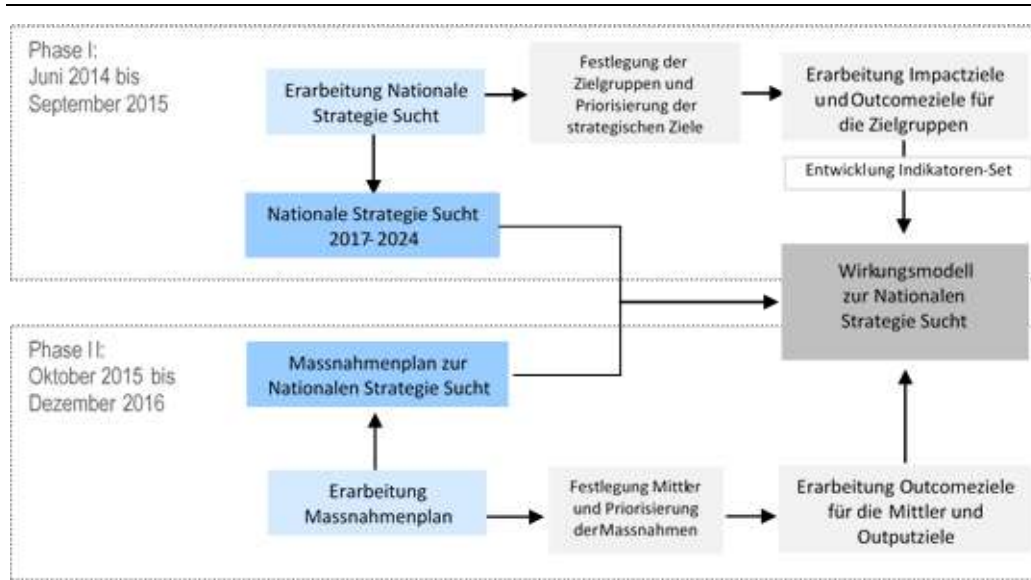 Phase I:
Juni 2014 bis
September 2015
Erarbeitung Nationale
Strategie Sucht
Festlegung der
Zielgruppen und
Priorisierung der
strategischen Ziele
Erarbeitung Impactziele
und Outcomeziele für
die Zielgruppen
Entwicklung Indikatoren-Set
Nationale Strategie Sucht
2017-2024
Wirkungsmodell
zur Nationalen
Strategie Sucht
Phase II:
Oktober 2015 bis
Dezember 2016
Massnahmenplan zur
Nationalen Strategie Sucht
Erarbeitung
Massnahmenplan
Festlegung Mittler
und Priorisierung
der Massnahmen
Erarbeitung Outcomeziele
für die Mittler und
Outputziele